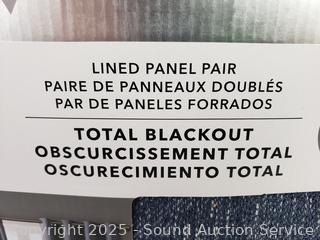 LINED PANEL PAIR
PAIRE DE PANNEAUX DOUBLÉS
PAR DE PANELES FORRADOS
TOTAL BLACKOUT
OBSCURCISSEMENT TOTAL
OSCURECIMIENTO TOTAL
Copyright 2025 - Sound Auction Service